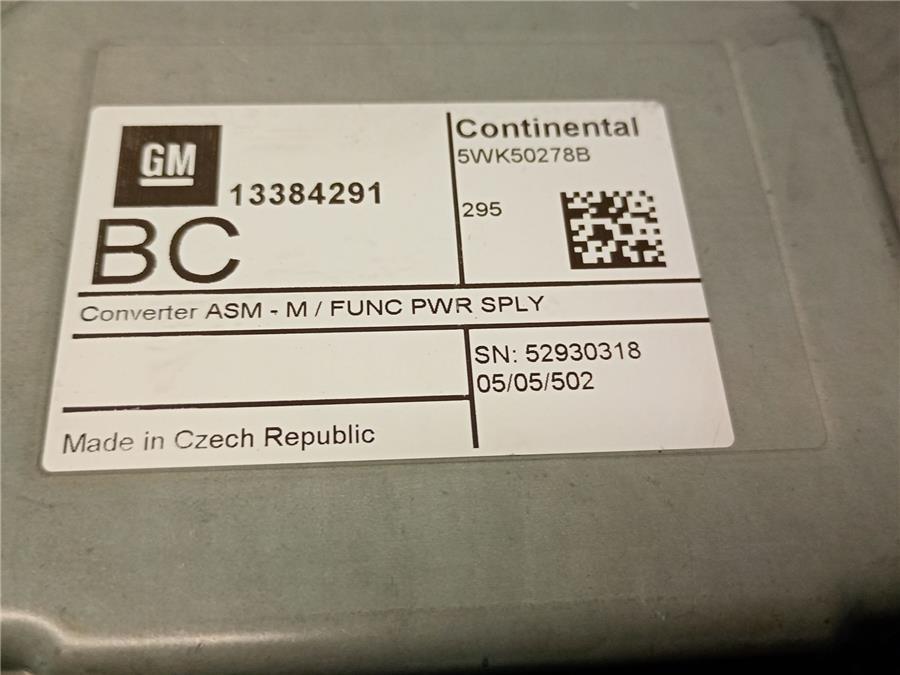 GM
13384291
BC
Continental
5WK50278B
295
Converter ASM - M / FUNC PWR SPLY
SN: 52930318
05/05/502
Made in Czech Republic